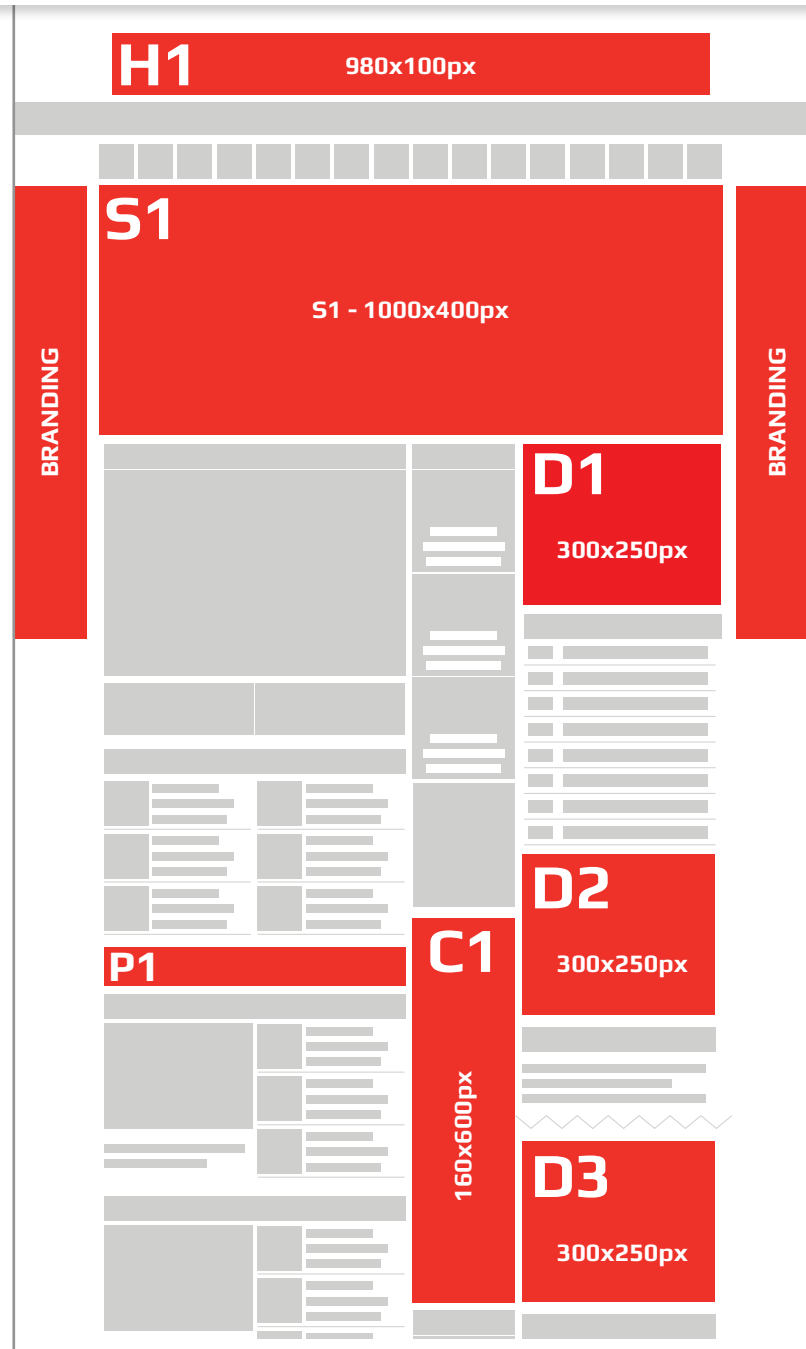 H1
980x100px
S1
S1 - 1000x400px
BRANDING
BRANDING
D1
300x250px
D2
300x250px
C1
160x600px
P1
D3
300x250px